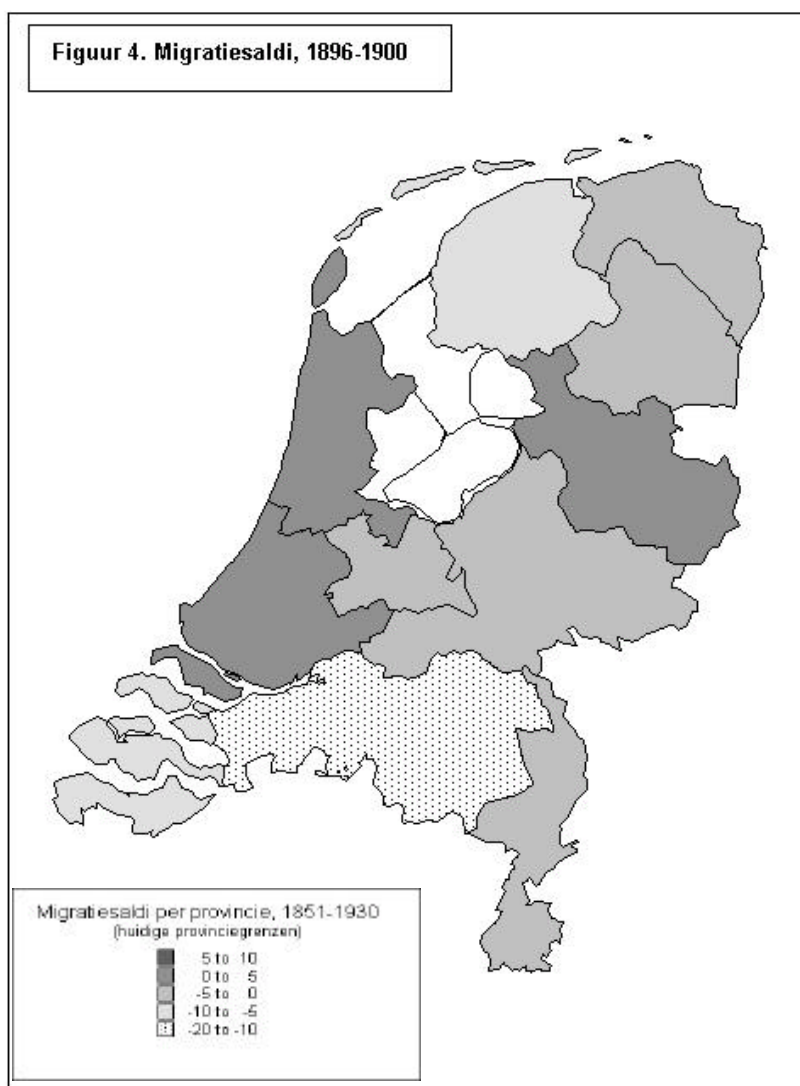 Figuur 4. Migratiesaldi, 1896-1900
Migratiesaldi per provincie, 1851-1930
(huidige provinciegrenzen)
5 to 10
0 to 5
-5 to 0
-10 to -5
-20 to -10